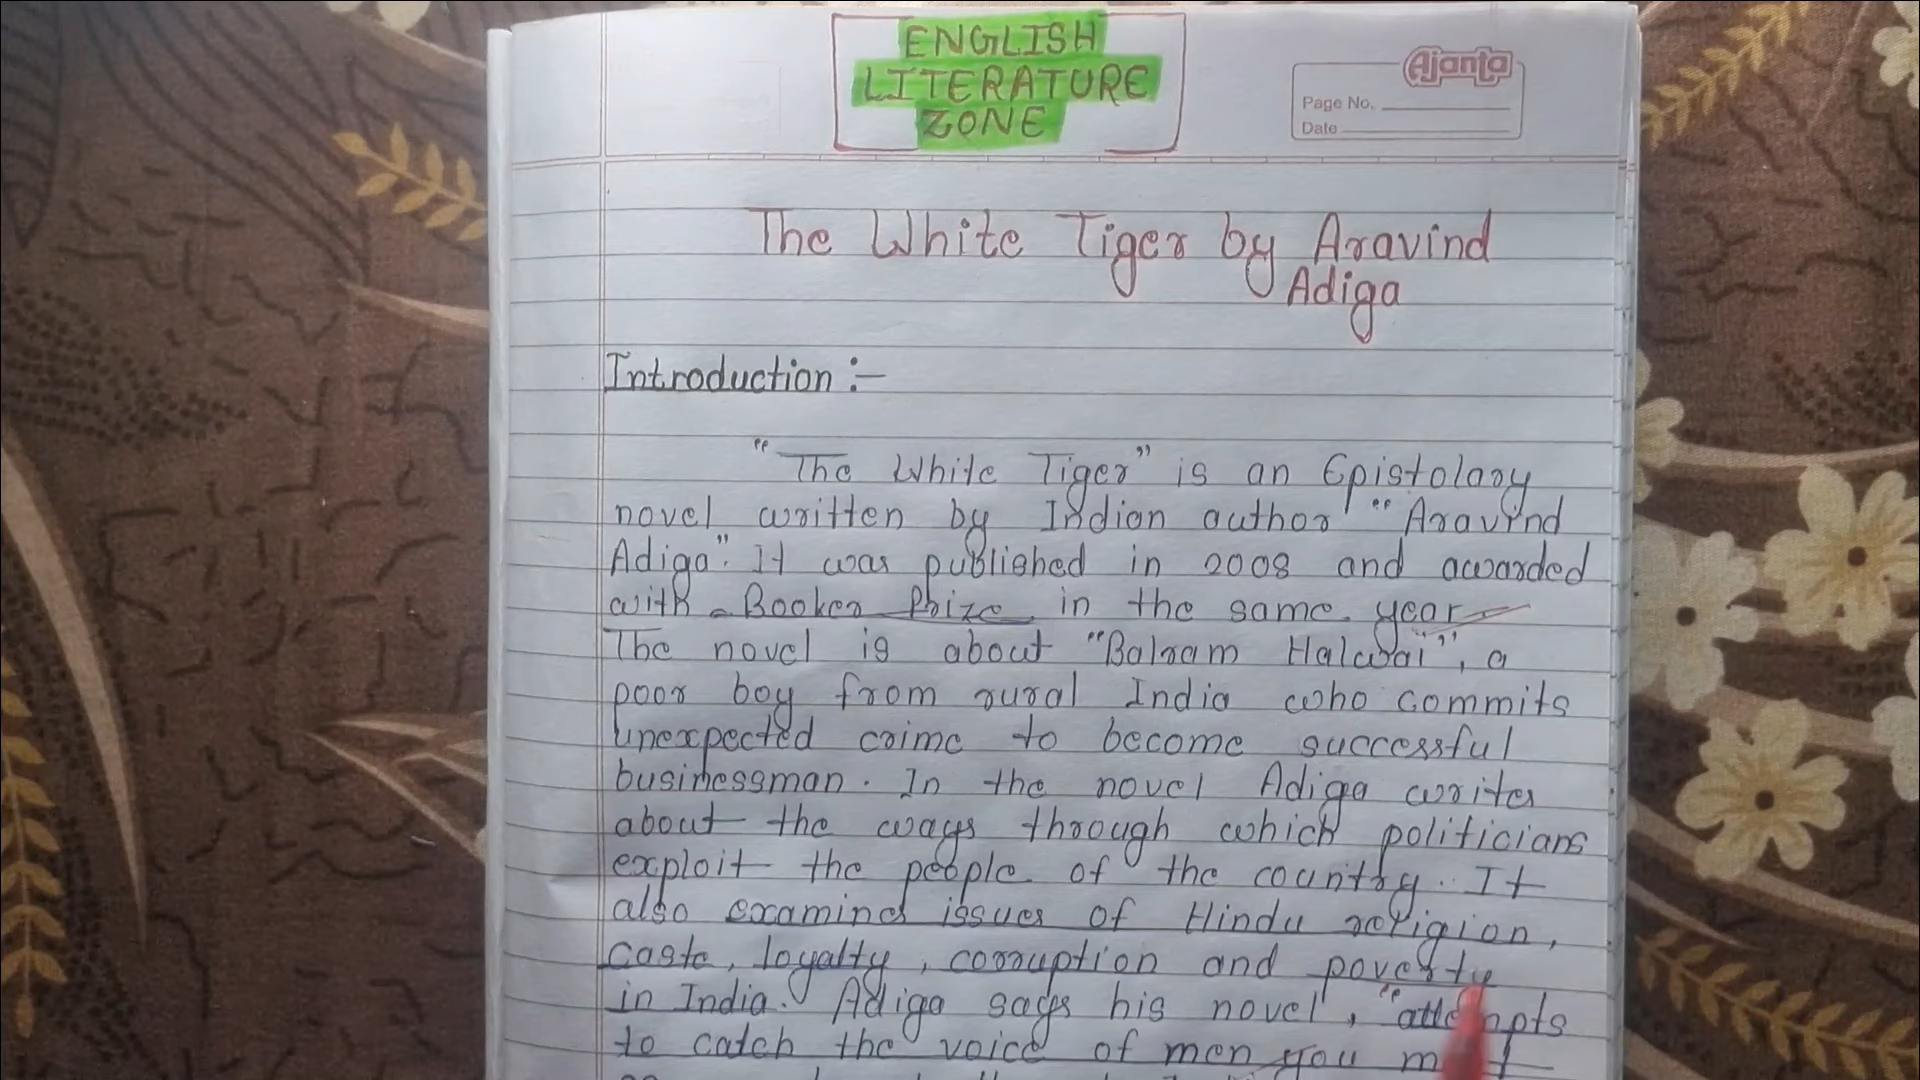 ENGLISH
LITERATURE
ZONE
Ajanta
Page No.
Date
The White Tiger by Aravind
Adiga
Introduction :-
"The White Tiger" is an Epistolary
novel written by Indian author "Aravind
Adiga". It was published in 2008 and awarded
with Booker Prize in the same year
The novel is about "Balram Halwai", a
poor boy from rural India who commits
unexpected crime to become successful
businessman. In the novel Adiga writes
about the ways through which politicians
exploit the people of the country. It
also examines issues of Hindu religion,
caste, loyalty, corruption and poverty
in India. Adiga says his novel, "attempts
to catch the voice of men you